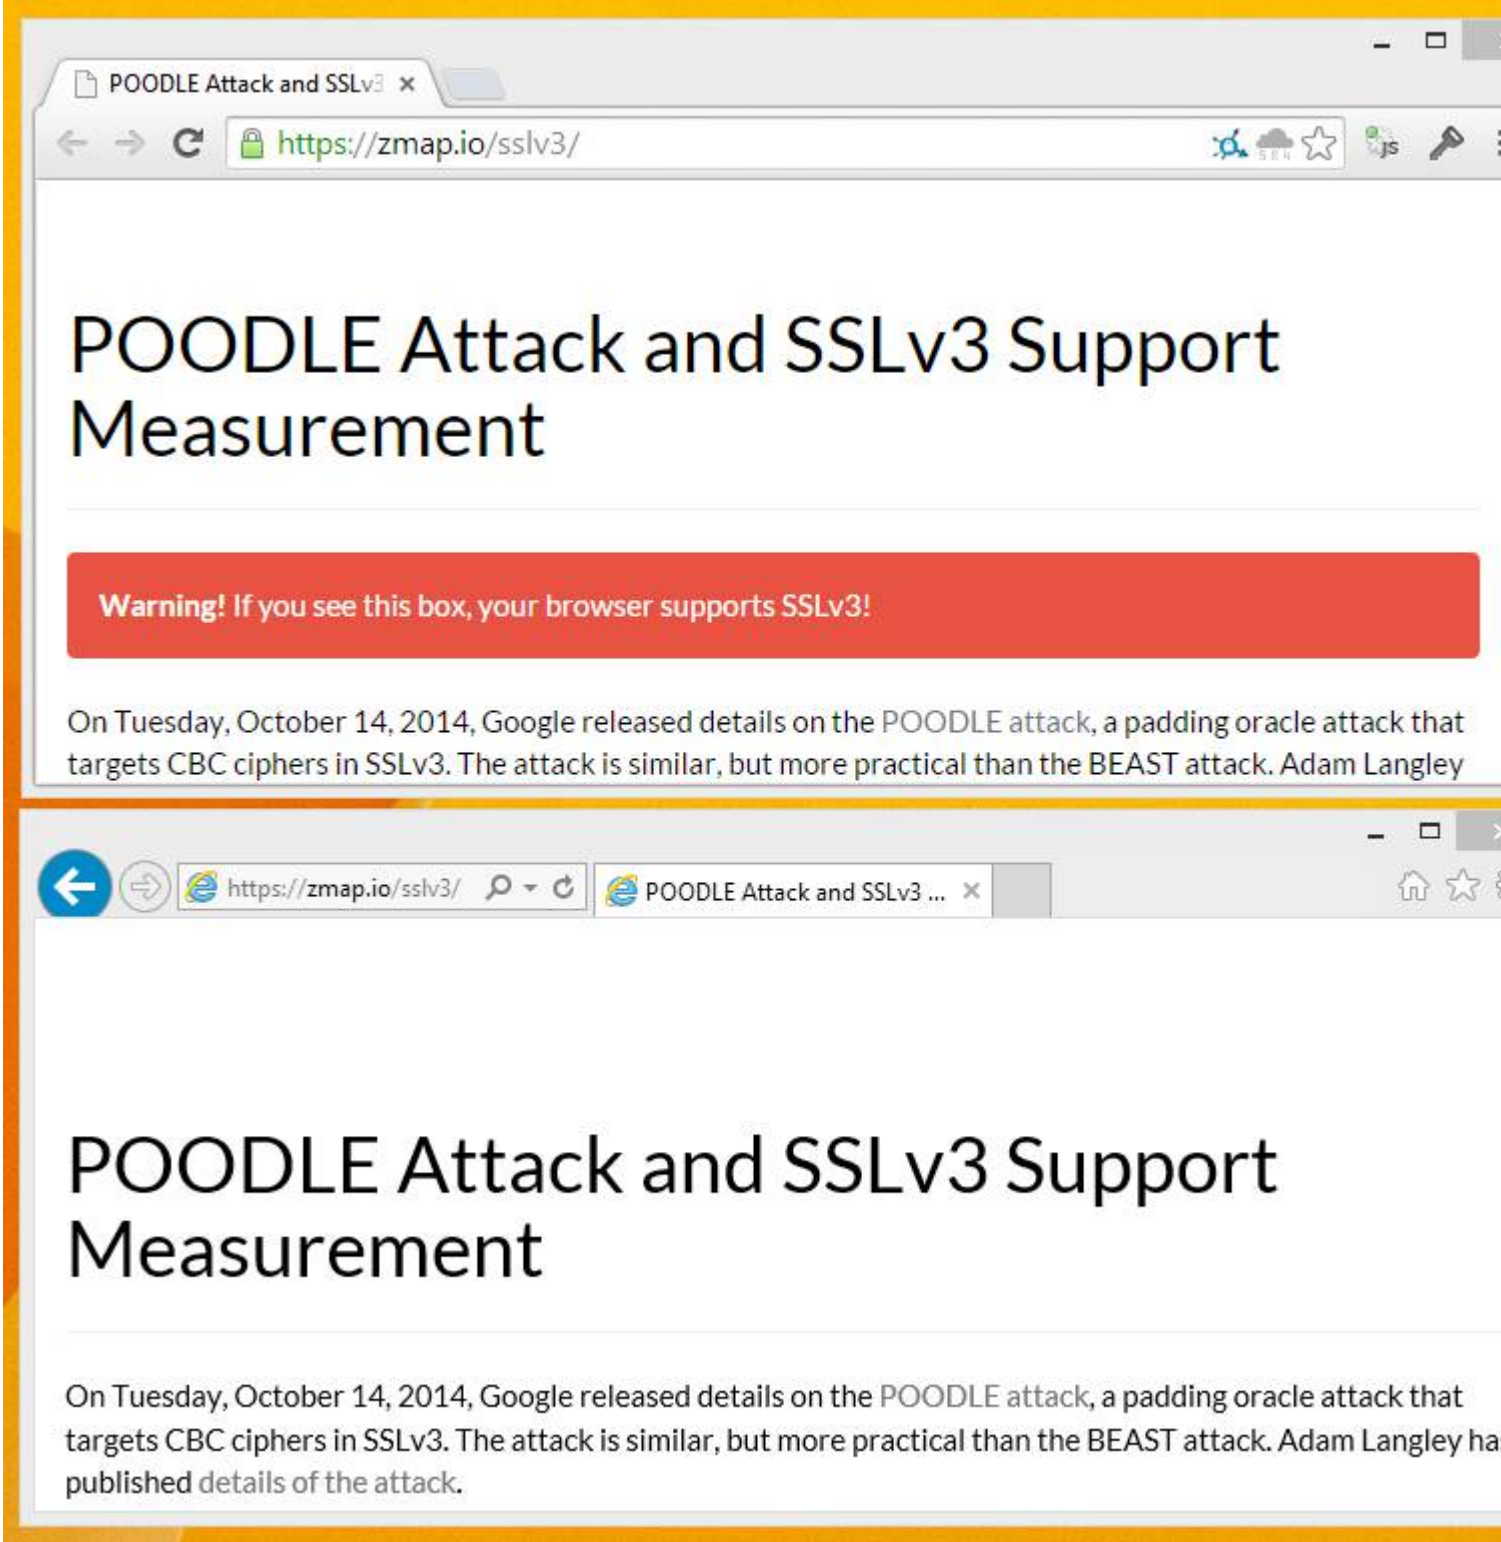 POODLE Attack and SSLv3
https://zmap.io/sslv3/
js
POODLE Attack and SSLv3 Support
Measurement
Warning! If you see this box, your browser supports SSLv3!
On Tuesday, October 14, 2014, Google released details on the POODLE attack, a padding oracle attack that
targets CBC ciphers in SSLv3. The attack is similar, but more practical than the BEAST attack. Adam Langley
https://zmap.io/sslv3/
POODLE Attack and SSLv3 ...
POODLE Attack and SSLv3 Support
Measurement
On Tuesday, October 14, 2014, Google released details on the POODLE attack, a padding oracle attack that
targets CBC ciphers in SSLv3. The attack is similar, but more practical than the BEAST attack. Adam Langley ha
published details of the attack.